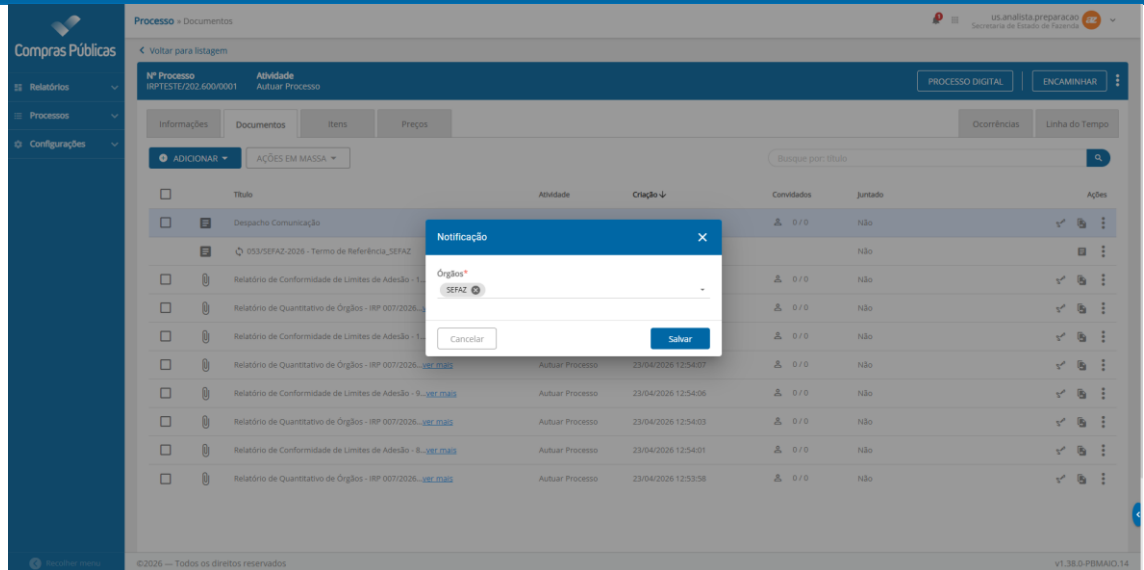 Compras Públicas
Relatórios
Processos
Configurações
Recolher menu
Processo » Documentos
us.analista.preparacao
Secretaria de Estado de Fazenda
Voltar para listagem
Nº Processo Atividade
IRPTESTE/202.600/0001 Autuar Processo
PROCESSO DIGITAL ENCAMINHAR
Informações Documentos Itens Preços Ocorrências Linha do Tempo
ADICIONAR AÇÕES EM MASSA Busque por: título
Título Atividade Criação Convidados Juntado Ações
Despacho Comunicação 0 / 0 Não
053/SEFAZ-2026 - Termo de Referência_SEFAZ Não
Relatório de Conformidade de Limites de Adesão - 1... 0 / 0 Não
Relatório de Quantitativo de Órgãos - IRP 007/2026... 0 / 0 Não
Relatório de Conformidade de Limites de Adesão - 1... 0 / 0 Não
Relatório de Quantitativo de Órgãos - IRP 007/2026...ver mais Autuar Processo 23/04/2026 12:54:07 0 / 0 Não
Relatório de Conformidade de Limites de Adesão - 9...ver mais Autuar Processo 23/04/2026 12:54:06 0 / 0 Não
Relatório de Quantitativo de Órgãos - IRP 007/2026...ver mais Autuar Processo 23/04/2026 12:54:03 0 / 0 Não
Relatório de Conformidade de Limites de Adesão - 8...ver mais Autuar Processo 23/04/2026 12:54:01 0 / 0 Não
Relatório de Quantitativo de Órgãos - IRP 007/2026...ver mais Autuar Processo 23/04/2026 12:53:58 0 / 0 Não
Notificação
Órgãos*
SEFAZ
Cancelar Salvar
©2026 — Todos os direitos reservados v1.38.0-PBMAIO.14